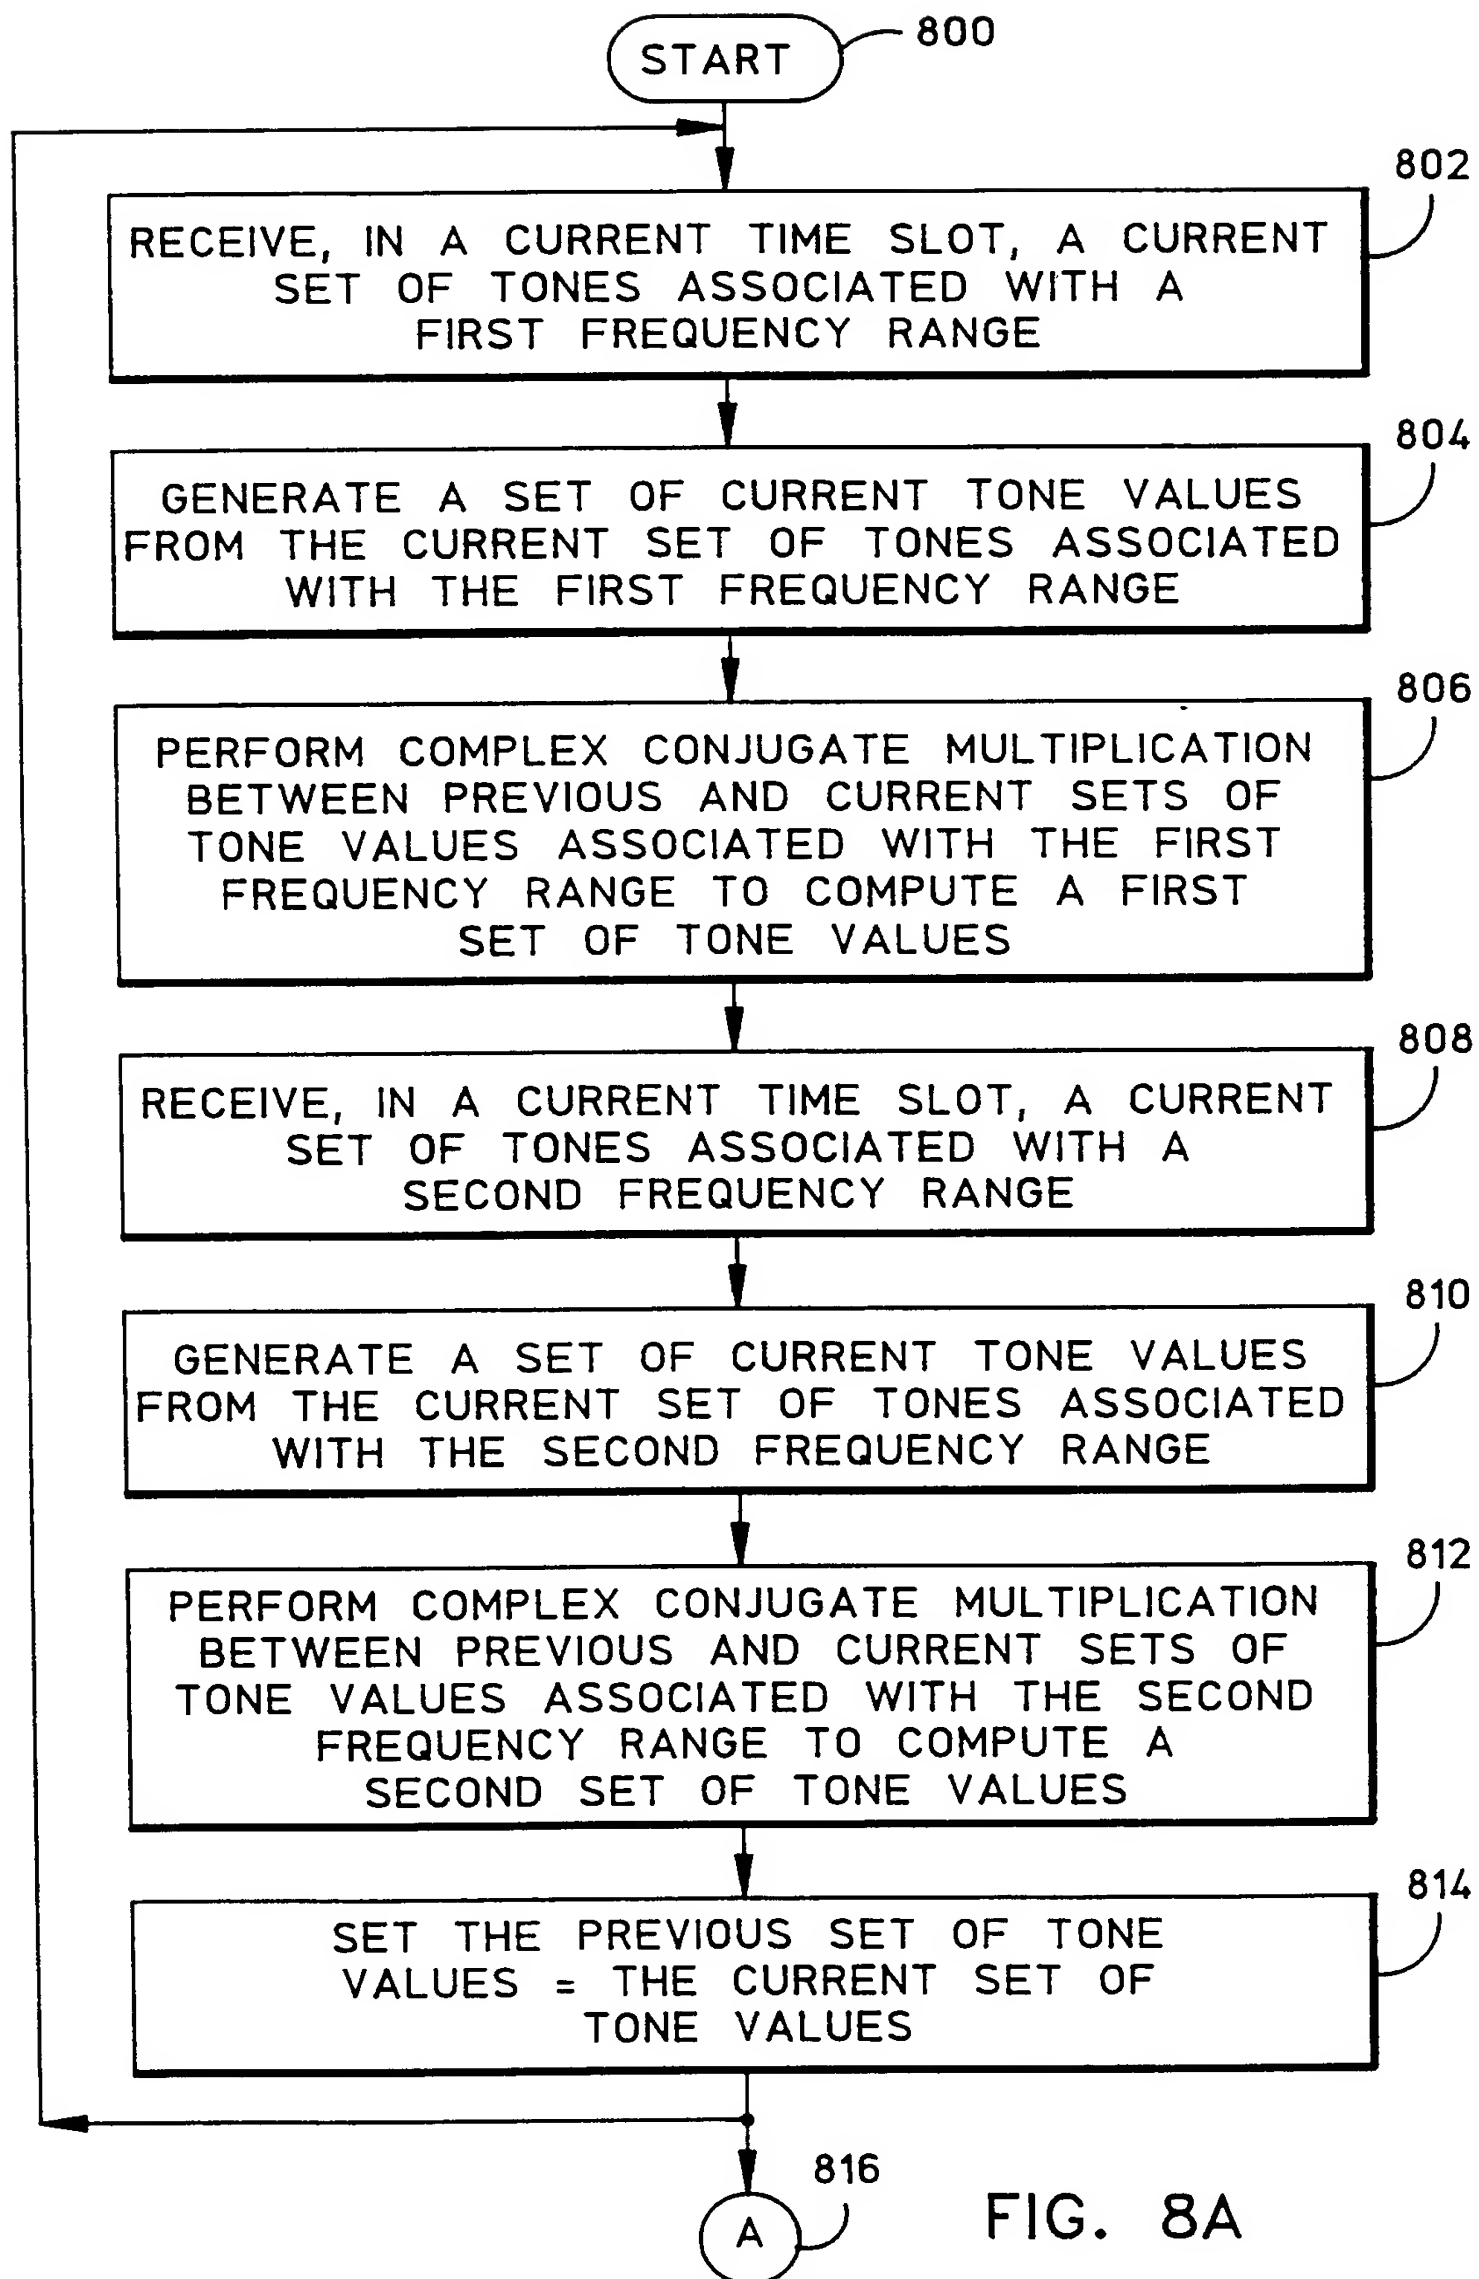 START
800
802
RECEIVE, IN A CURRENT TIME SLOT, A CURRENT
SET OF TONES ASSOCIATED WITH A
FIRST FREQUENCY RANGE
804
GENERATE A SET OF CURRENT TONE VALUES
FROM THE CURRENT SET OF TONES ASSOCIATED
WITH THE FIRST FREQUENCY RANGE
806
PERFORM COMPLEX CONJUGATE MULTIPLICATION
BETWEEN PREVIOUS AND CURRENT SETS OF
TONE VALUES ASSOCIATED WITH THE FIRST
FREQUENCY RANGE TO COMPUTE A FIRST
SET OF TONE VALUES
808
RECEIVE, IN A CURRENT TIME SLOT, A CURRENT
SET OF TONES ASSOCIATED WITH A
SECOND FREQUENCY RANGE
810
GENERATE A SET OF CURRENT TONE VALUES
FROM THE CURRENT SET OF TONES ASSOCIATED
WITH THE SECOND FREQUENCY RANGE
812
PERFORM COMPLEX CONJUGATE MULTIPLICATION
BETWEEN PREVIOUS AND CURRENT SETS OF
TONE VALUES ASSOCIATED WITH THE SECOND
FREQUENCY RANGE TO COMPUTE A
SECOND SET OF TONE VALUES
814
SET THE PREVIOUS SET OF TONE
VALUES = THE CURRENT SET OF
TONE VALUES
816
A
FIG. 8A